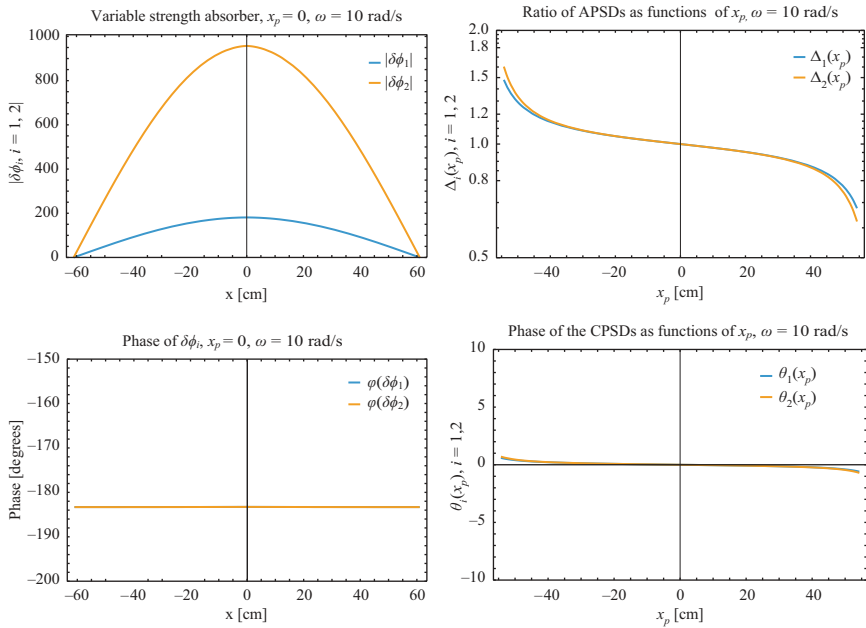 Variable strength absorber, x_p = 0, ω = 10 rad/s
1000
800
600
400
200
0
|δϕ_i, i = 1, 2|
|δϕ_1|
|δϕ_2|
−60 −40 −20 0 20 40 60
x [cm]
Ratio of APSDs as functions of x_p, ω = 10 rad/s
2.0
1.8
1.5
1.2
1.0
0.8
0.5
Δ_i(x_p), i = 1, 2
Δ_1(x_p)
Δ_2(x_p)
−40 −20 0 20 40
x_p [cm]
Phase of δϕ_i, x_p = 0, ω = 10 rad/s
−150
−160
−170
−180
−190
−200
Phase [degrees]
φ(δϕ_1)
φ(δϕ_2)
−60 −40 −20 0 20 40 60
x [cm]
Phase of the CPSDs as functions of x_p, ω = 10 rad/s
10
5
0
−5
−10
θ_i(x_p), i = 1,2
θ_1(x_p)
θ_2(x_p)
−40 −20 0 20 40
x_p [cm]